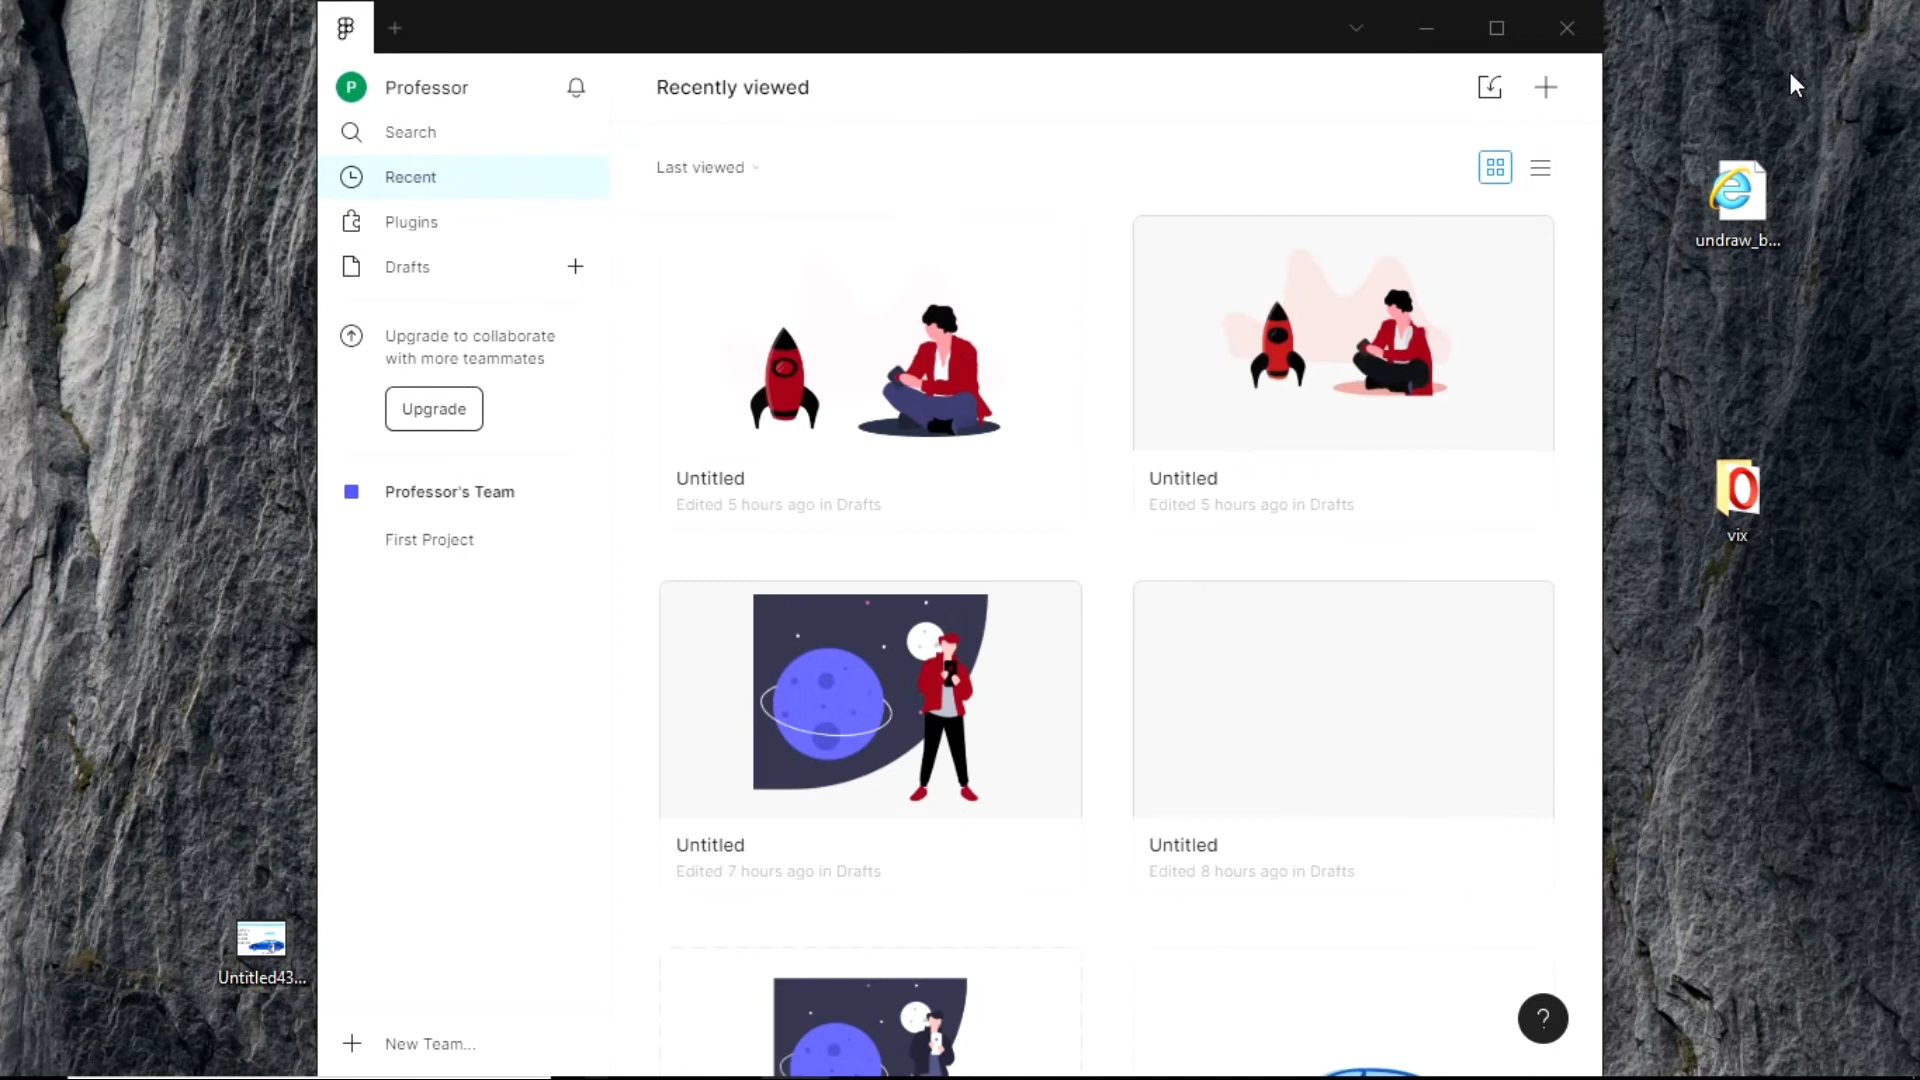 P
Professor
Search
Recent
Plugins
Drafts
Upgrade to collaborate
with more teammates
Upgrade
Professor's Team
First Project
New Team...
Recently viewed
Last viewed
Untitled
Edited 5 hours ago in Drafts
Untitled
Edited 5 hours ago in Drafts
Untitled
Edited 7 hours ago in Drafts
Untitled
Edited 8 hours ago in Drafts
?
undraw_b...
vix
Untitled43...